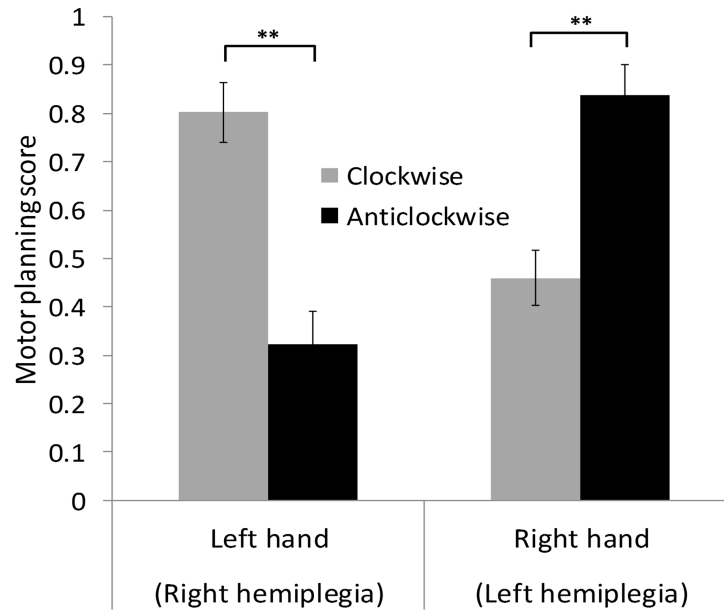 **
**
1
0.9
0.8
0.7
0.6
0.5
0.4
0.3
0.2
0.1
0
Motor planning score
Clockwise
Anticlockwise
Left hand
(Right hemiplegia)
Right hand
(Left hemiplegia)